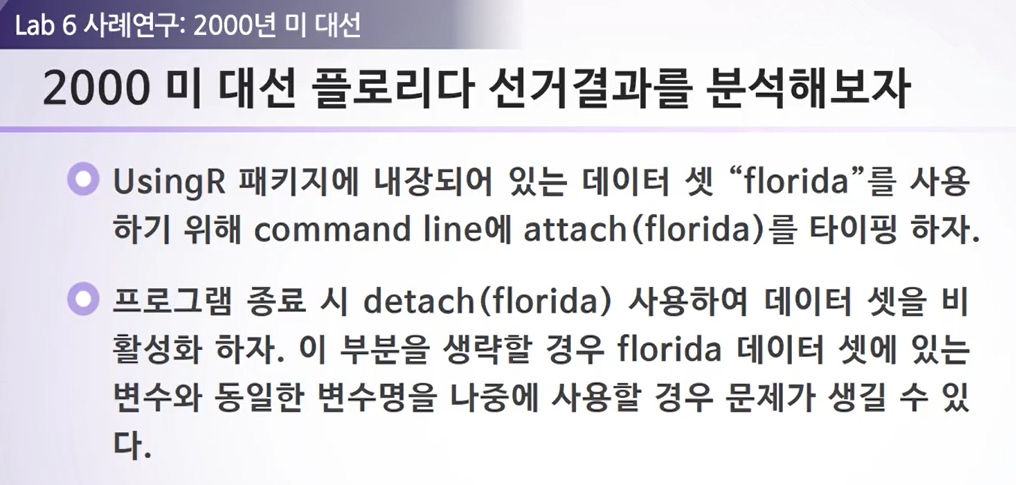 Lab 6 사례연구: 2000년 미 대선
2000 미 대선 플로리다 선거결과를 분석해보자
UsingR 패키지에 내장되어 있는 데이터 셋 “florida”를 사용
하기 위해 command line에 attach(florida)를 타이핑 하자.
프로그램 종료 시 detach(florida) 사용하여 데이터 셋을 비
활성화 하자. 이 부분을 생략할 경우 florida 데이터 셋에 있는
변수와 동일한 변수명을 나중에 사용할 경우 문제가 생길 수 있
다.